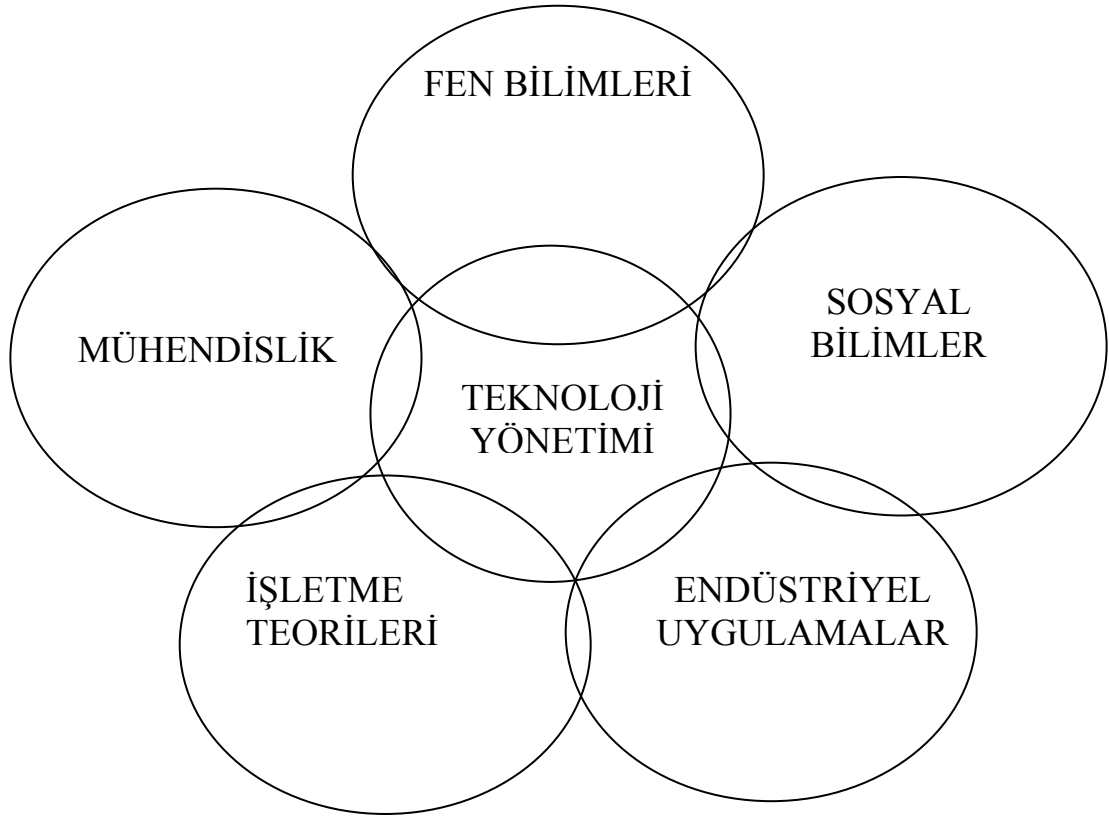 FEN BİLİMLERİ
MÜHENDİSLİK
SOSYAL
BİLİMLER
TEKNOLOJİ
YÖNETİMİ
İŞLETME
TEORİLERİ
ENDÜSTRİYEL
UYGULAMALAR